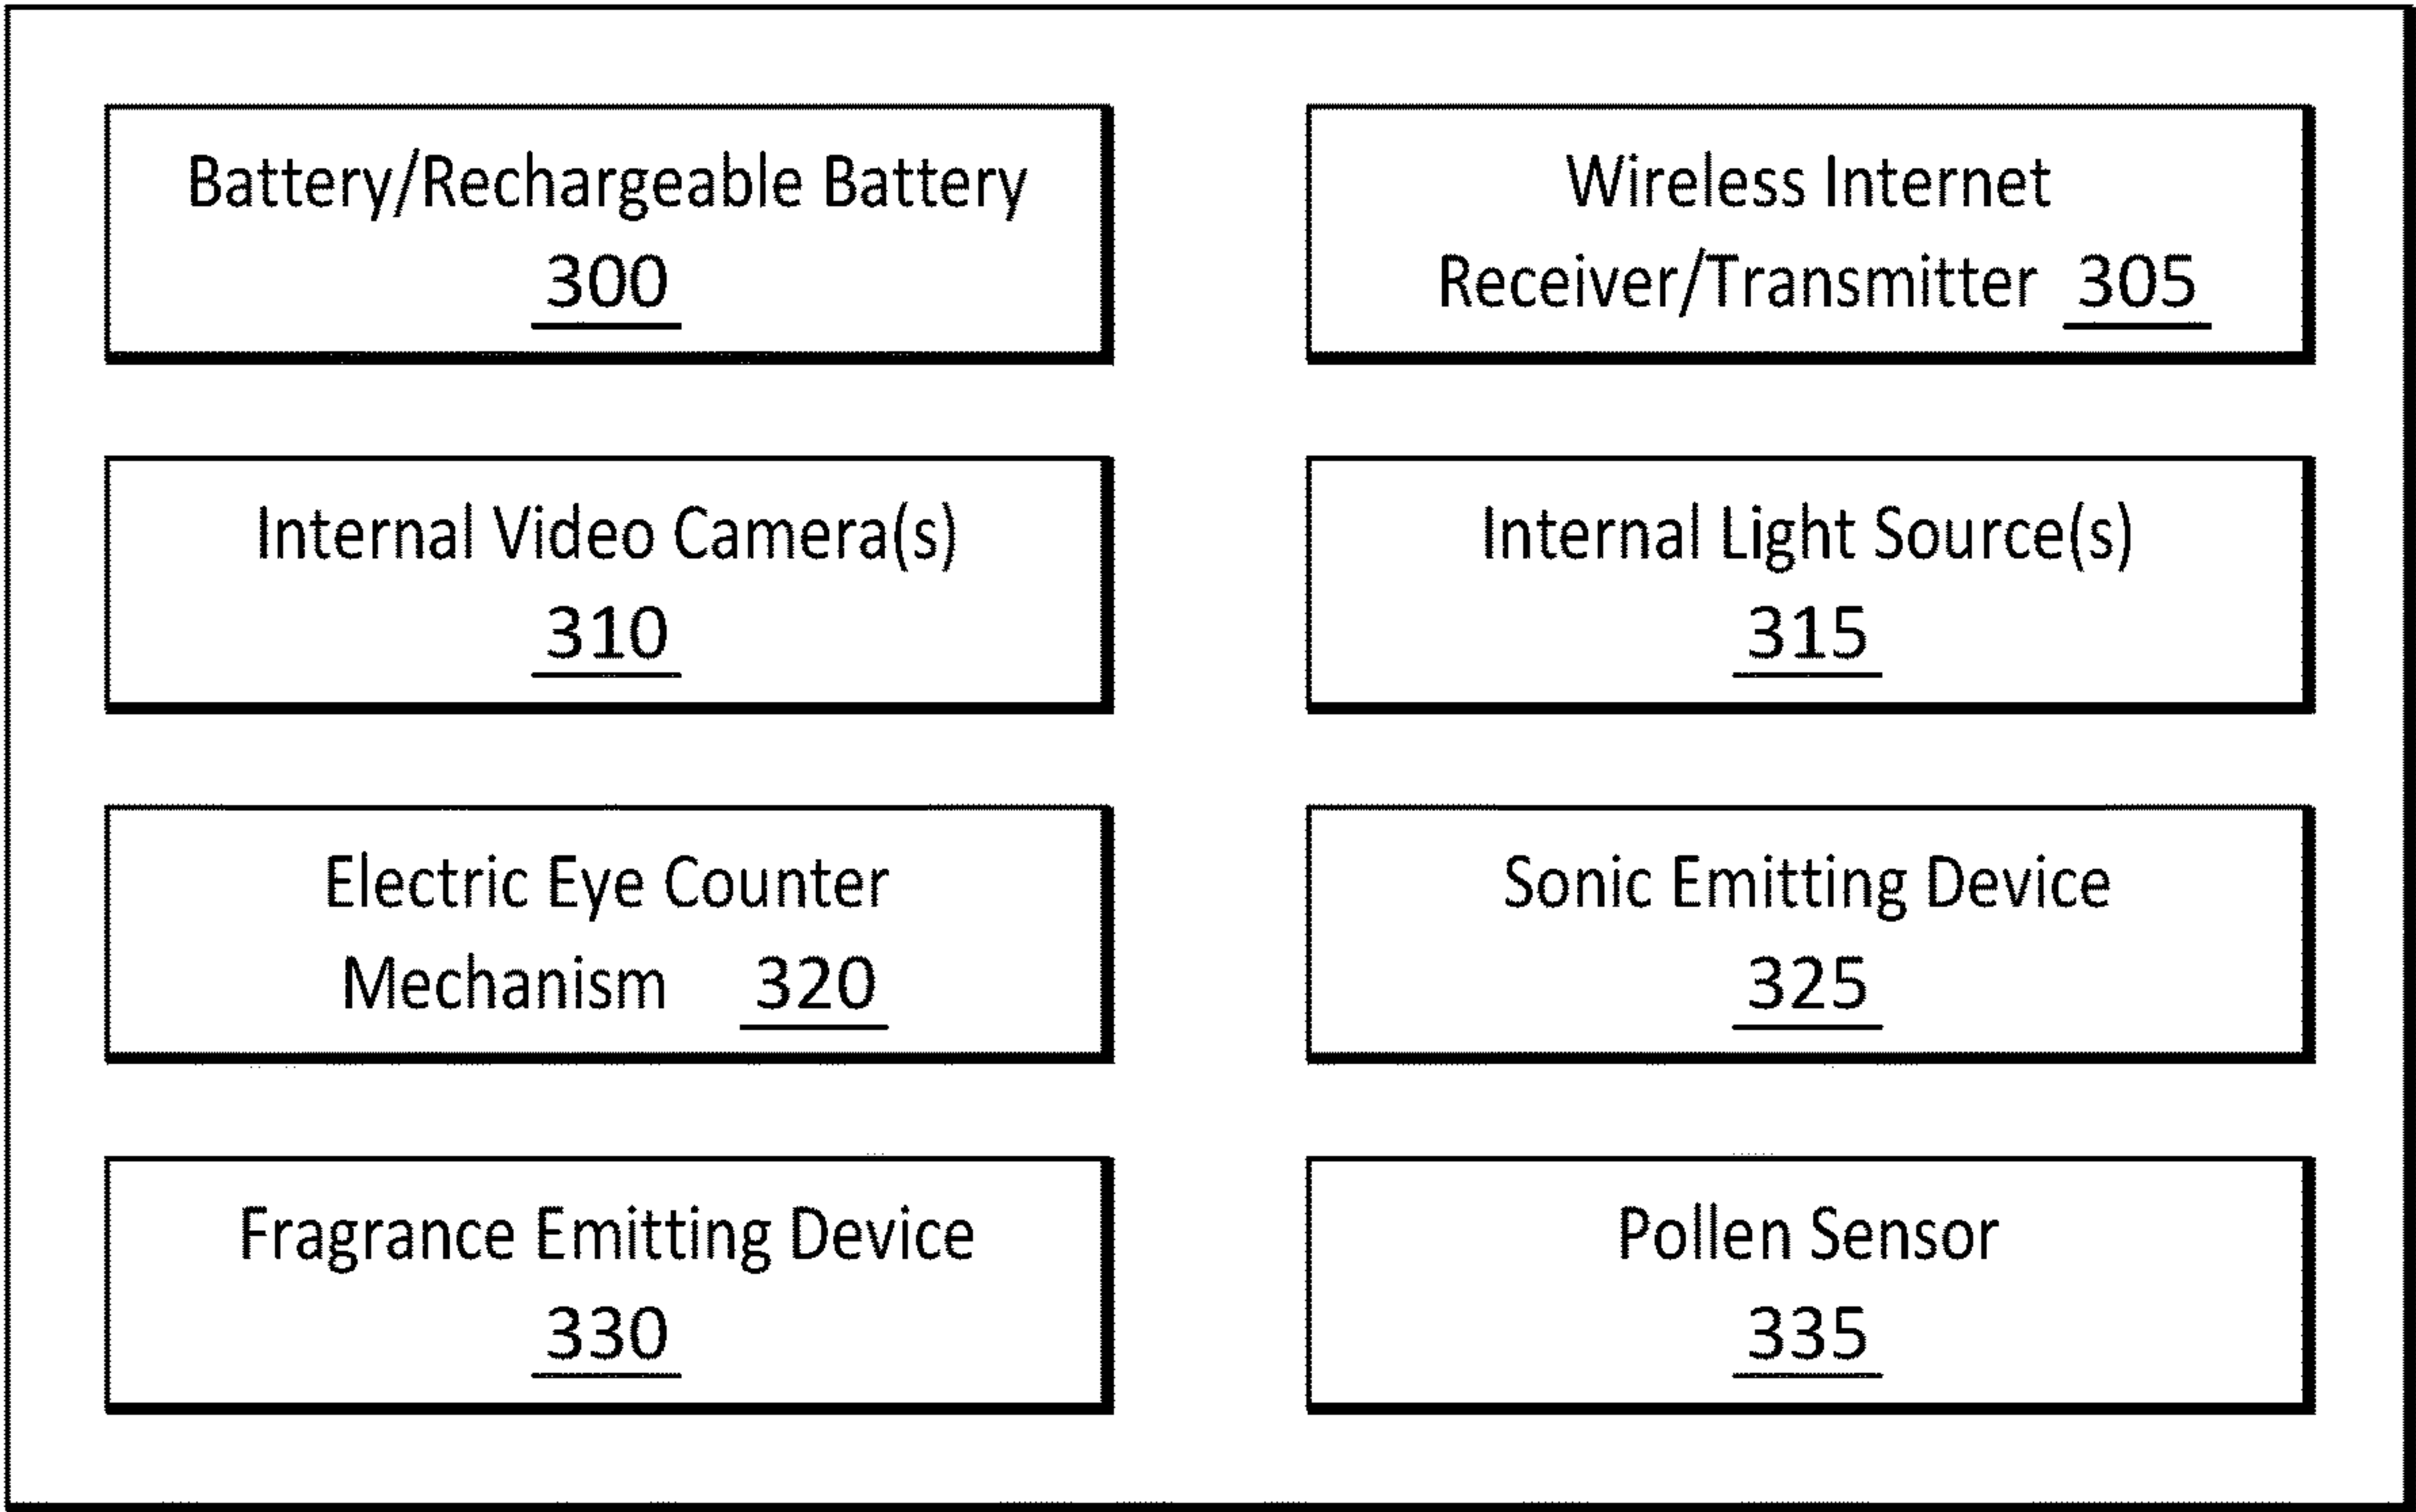 Battery/Rechargeable Battery
300
Wireless Internet
Receiver/Transmitter 305
Internal Video Camera(s)
310
Internal Light Source(s)
315
Electric Eye Counter
Mechanism 320
Sonic Emitting Device
325
Fragrance Emitting Device
330
Pollen Sensor
335